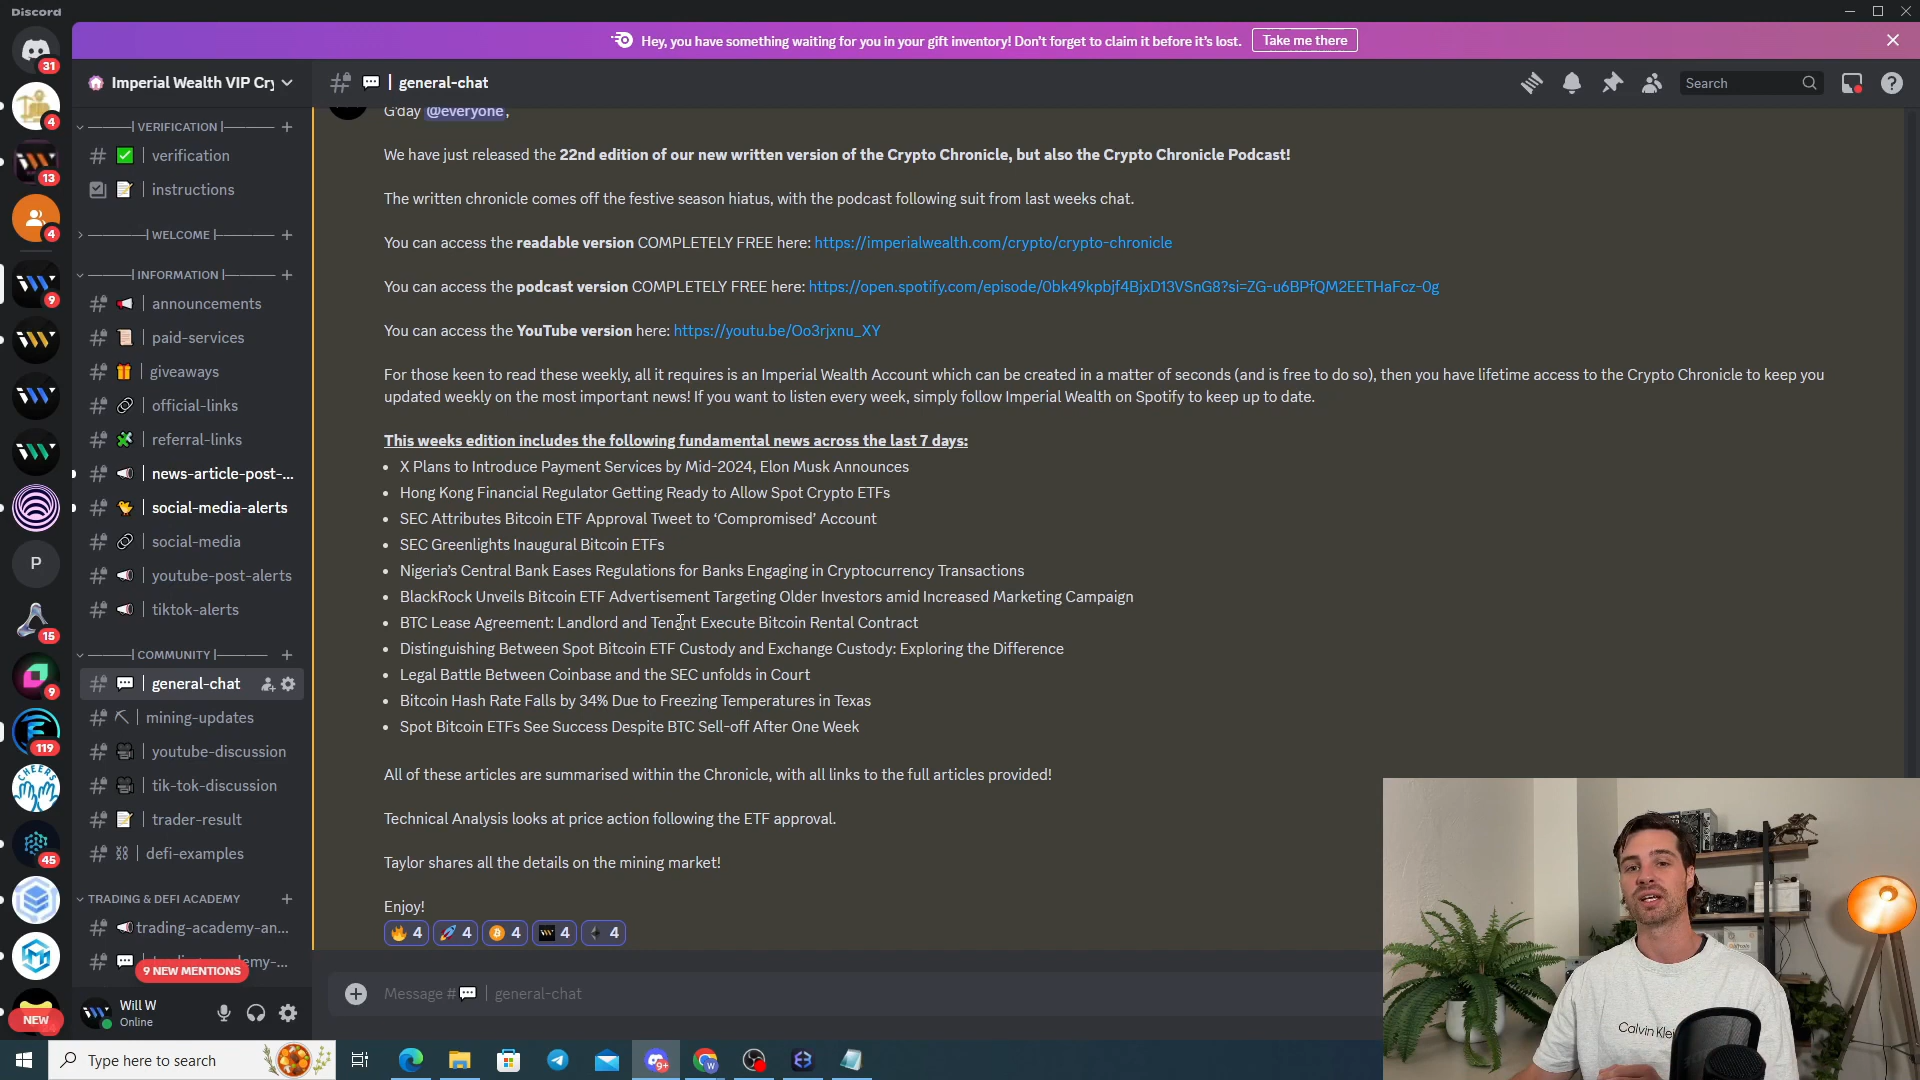 Discord
Hey, you have something waiting for you in your gift inventory! Don't forget to claim it before it's lost.
Take me there
31
4
13
4
9
P
15
9
119
CHEERS
45
NEW
Imperial Wealth VIP Cry
VERIFICATION
verification
instructions
WELCOME
INFORMATION
announcements
paid-services
giveaways
official-links
referral-links
news-article-post-...
social-media-alerts
social-media
youtube-post-alerts
tiktok-alerts
COMMUNITY
general-chat
mining-updates
youtube-discussion
tik-tok-discussion
trader-result
defi-examples
TRADING & DEFI ACADEMY
trading-academy-an...
9 NEW MENTIONS
Will W
Online
general-chat
Search
G'day @everyone,
We have just released the 22nd edition of our new written version of the Crypto Chronicle, but also the Crypto Chronicle Podcast!
The written chronicle comes off the festive season hiatus, with the podcast following suit from last weeks chat.
You can access the readable version COMPLETELY FREE here: https://imperialwealth.com/crypto/crypto-chronicle
You can access the podcast version COMPLETELY FREE here: https://open.spotify.com/episode/0bk49kpbjf4BjxD13VSnG8?si=ZG-u6BPfQM2EETHaFcz-0g
You can access the YouTube version here: https://youtu.be/Oo3rjxnu_XY
For those keen to read these weekly, all it requires is an Imperial Wealth Account which can be created in a matter of seconds (and is free to do so), then you have lifetime access to the Crypto Chronicle to keep you
updated weekly on the most important news! If you want to listen every week, simply follow Imperial Wealth on Spotify to keep up to date.
This weeks edition includes the following fundamental news across the last 7 days:
• X Plans to Introduce Payment Services by Mid-2024, Elon Musk Announces
• Hong Kong Financial Regulator Getting Ready to Allow Spot Crypto ETFs
• SEC Attributes Bitcoin ETF Approval Tweet to ‘Compromised’ Account
• SEC Greenlights Inaugural Bitcoin ETFs
• Nigeria’s Central Bank Eases Regulations for Banks Engaging in Cryptocurrency Transactions
• BlackRock Unveils Bitcoin ETF Advertisement Targeting Older Investors amid Increased Marketing Campaign
• BTC Lease Agreement: Landlord and Tenant Execute Bitcoin Rental Contract
• Distinguishing Between Spot Bitcoin ETF Custody and Exchange Custody: Exploring the Difference
• Legal Battle Between Coinbase and the SEC unfolds in Court
• Bitcoin Hash Rate Falls by 34% Due to Freezing Temperatures in Texas
• Spot Bitcoin ETFs See Success Despite BTC Sell-off After One Week
All of these articles are summarised within the Chronicle, with all links to the full articles provided!
Technical Analysis looks at price action following the ETF approval.
Taylor shares all the details on the mining market!
Enjoy!
4 4 4 4 4
Message # | general-chat
Calvin Klei
Type here to search
9+